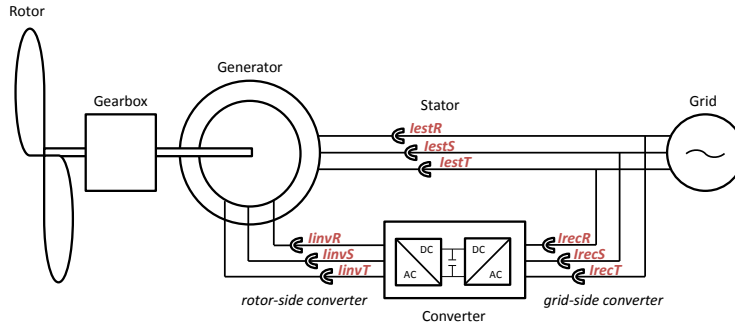 Rotor
Generator
Gearbox
Stator
Grid
IestR
IestS
IestT
IinvR
IinvS
IinvT
DC
AC
DC
AC
IrecR
IrecS
IrecT
rotor-side converter
grid-side converter
Converter